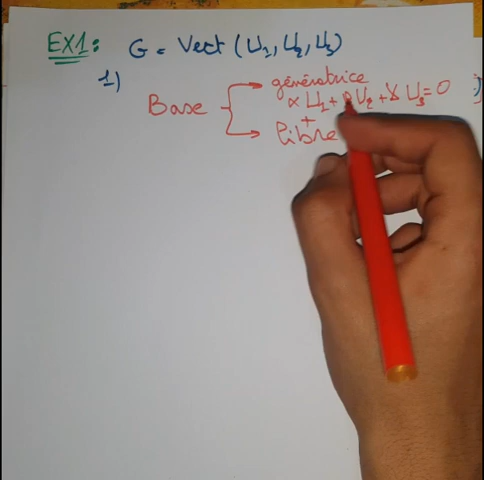 EX1: G = Vect (U1, U2, U3)
1)
génératrice
Base
α U1 + β U2 + γ U3 = 0
+
libre